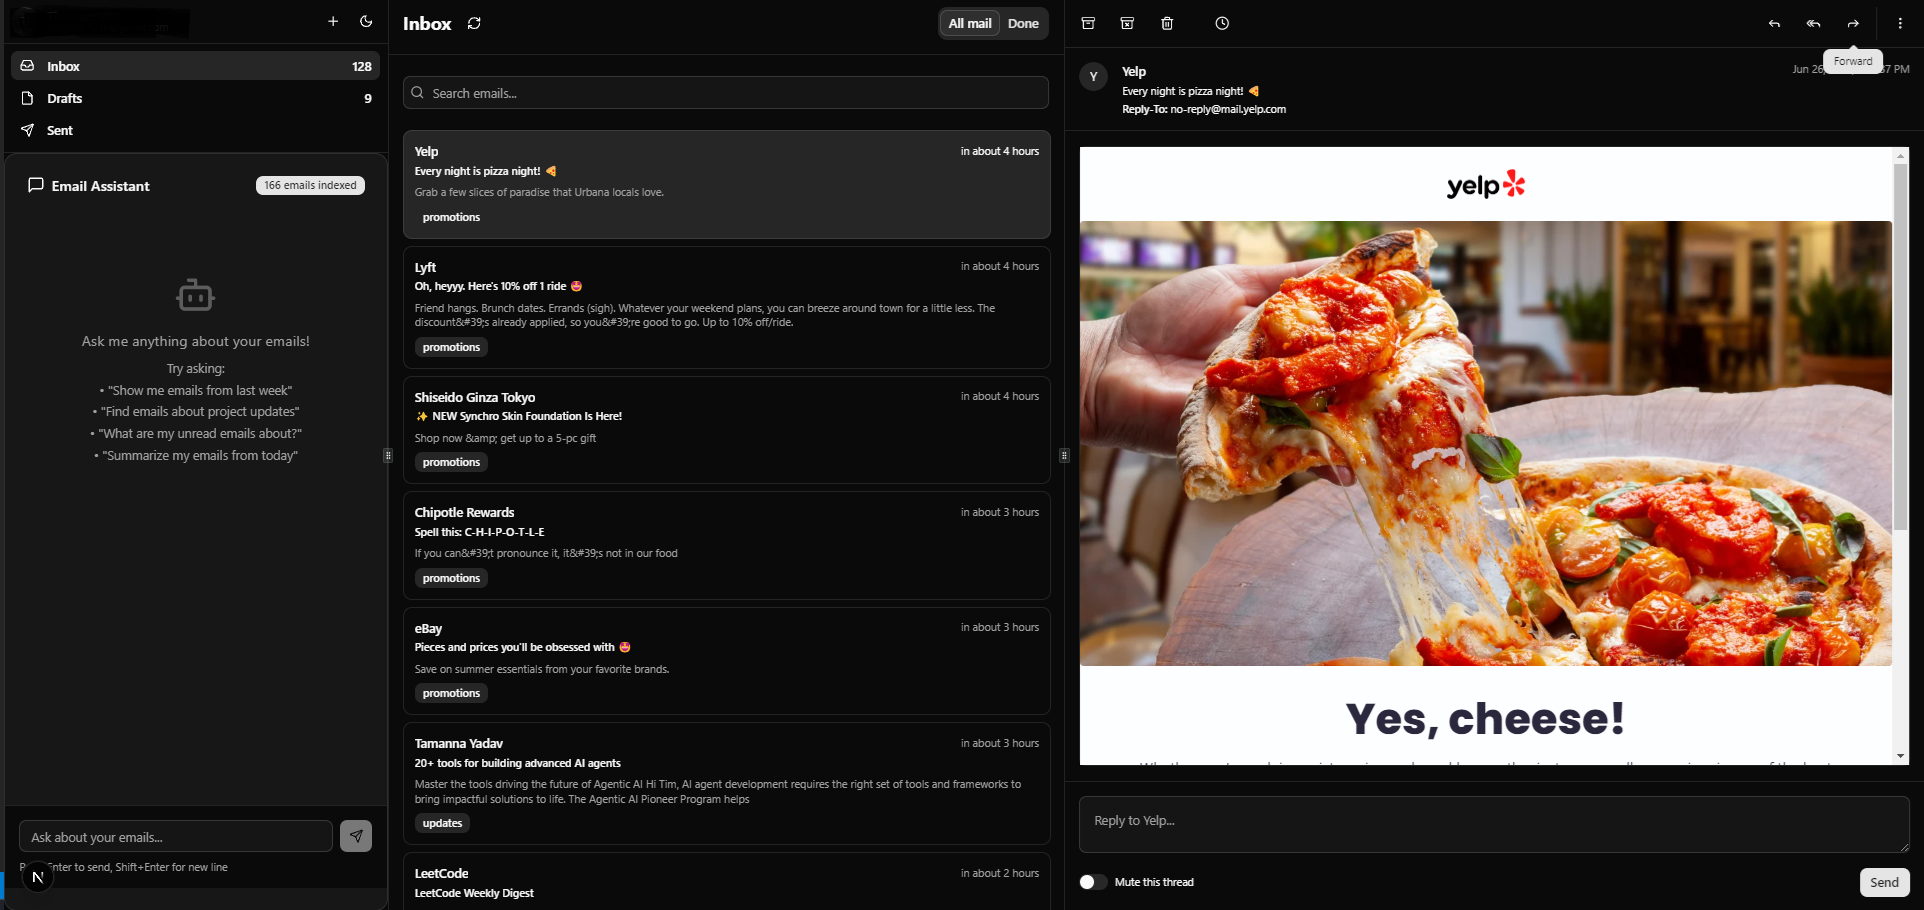 Inbox 128
Drafts 9
Sent
Email Assistant
166 emails indexed
Ask me anything about your emails!
Try asking:
• "Show me emails from last week"
• "Find emails about project updates"
• "What are my unread emails about?"
• "Summarize my emails from today"
Ask about your emails...
Enter to send, Shift+Enter for new line
N
Inbox
All mail
Done
Search emails...
Yelp in about 4 hours
Every night is pizza night! 🍕
Grab a few slices of paradise that Urbana locals love.
promotions
Lyft in about 4 hours
Oh, heyyy. Here's 10% off 1 ride 🤩
Friend hangs. Brunch dates. Errands (sigh). Whatever your weekend plans, you can breeze around town for a little less. The
discount&#39;s already applied, so you&#39;re good to go. Up to 10% off/ride.
promotions
Shiseido Ginza Tokyo in about 4 hours
✨ NEW Synchro Skin Foundation Is Here!
Shop now &amp; get up to a 5-pc gift
promotions
Chipotle Rewards in about 3 hours
Spell this: C-H-I-P-O-T-L-E
If you can&#39;t pronounce it, it&#39;s not in our food
promotions
eBay in about 3 hours
Pieces and prices you'll be obsessed with 🤩
Save on summer essentials from your favorite brands.
promotions
Tamanna Yadav in about 3 hours
20+ tools for building advanced AI agents
Master the tools driving the future of Agentic AI Hi Tim, AI agent development requires the right set of tools and frameworks to
bring impactful solutions to life. The Agentic AI Pioneer Program helps
updates
LeetCode in about 2 hours
LeetCode Weekly Digest
Forward
Y
Yelp
Jun 26, 7 PM
Every night is pizza night! 🍕
Reply-To: no-reply@mail.yelp.com
yelp
Yes, cheese!
Reply to Yelp...
Mute this thread
Send